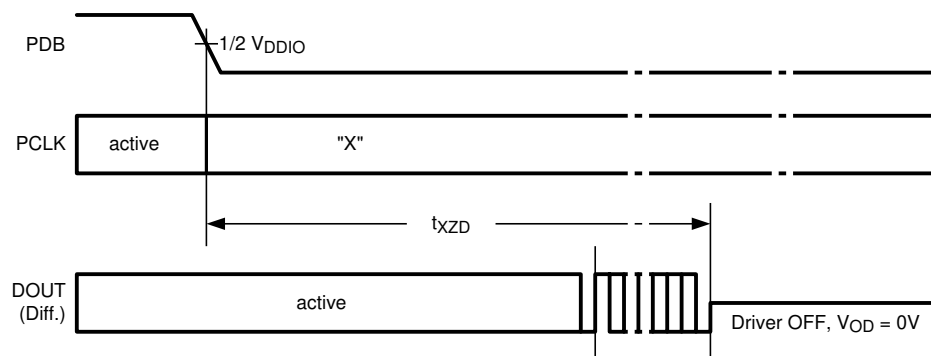 PDB
1/2 VDDIO
PCLK
active
"X"
tXZD
DOUT
(Diff.)
active
Driver OFF, VOD = 0V